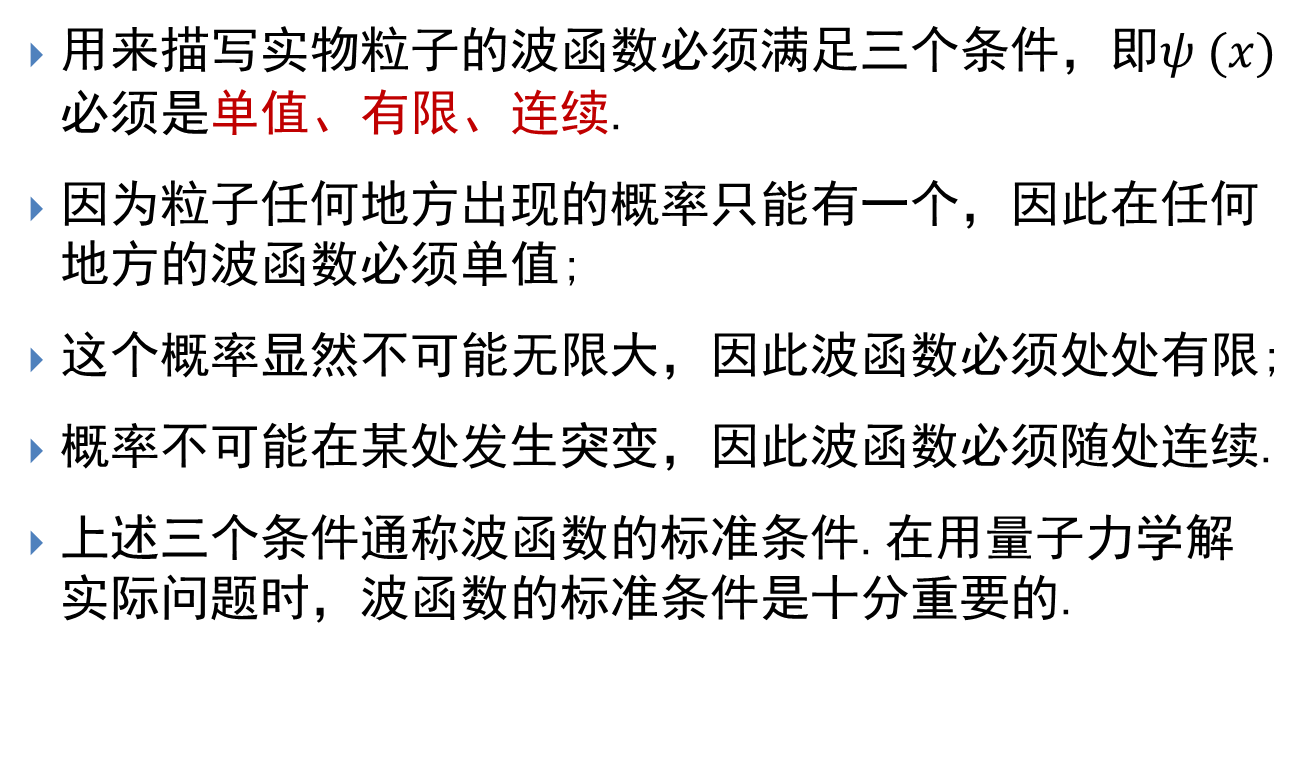 用来描写实物粒子的波函数必须满足三个条件，即ψ (x)
必须是单值、有限、连续.
因为粒子任何地方出现的概率只能有一个，因此在任何
地方的波函数必须单值;
这个概率显然不可能无限大，因此波函数必须处处有限;
概率不可能在某处发生突变，因此波函数必须随处连续.
上述三个条件通称波函数的标准条件. 在用量子力学解
实际问题时，波函数的标准条件是十分重要的.